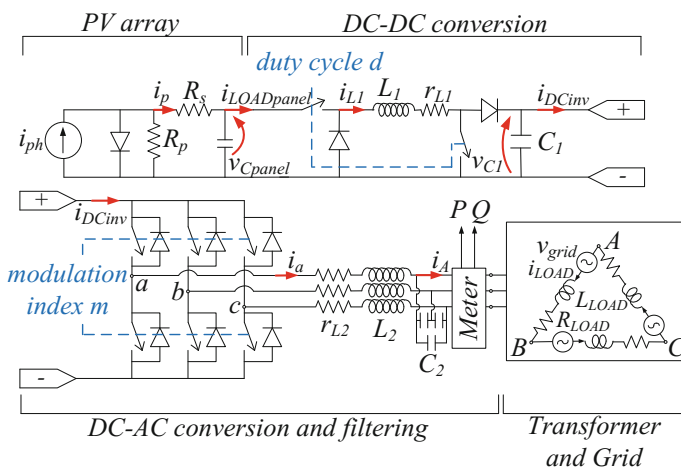 PV array
DC-DC conversion
duty cycle d
i_p
R_s
i_LOADpanel
i_L1
L_1
r_L1
i_DCinv
+
i_ph
R_p
v_Cpanel
v_C1
C_1
-
+
i_DCinv
P Q
modulation
index m
a
b
c
i_a
i_A
r_L2
L_2
C_2
Meter
v_grid
i_LOAD
A
L_LOAD
R_LOAD
B
C
-
DC-AC conversion and filtering
Transformer
and Grid